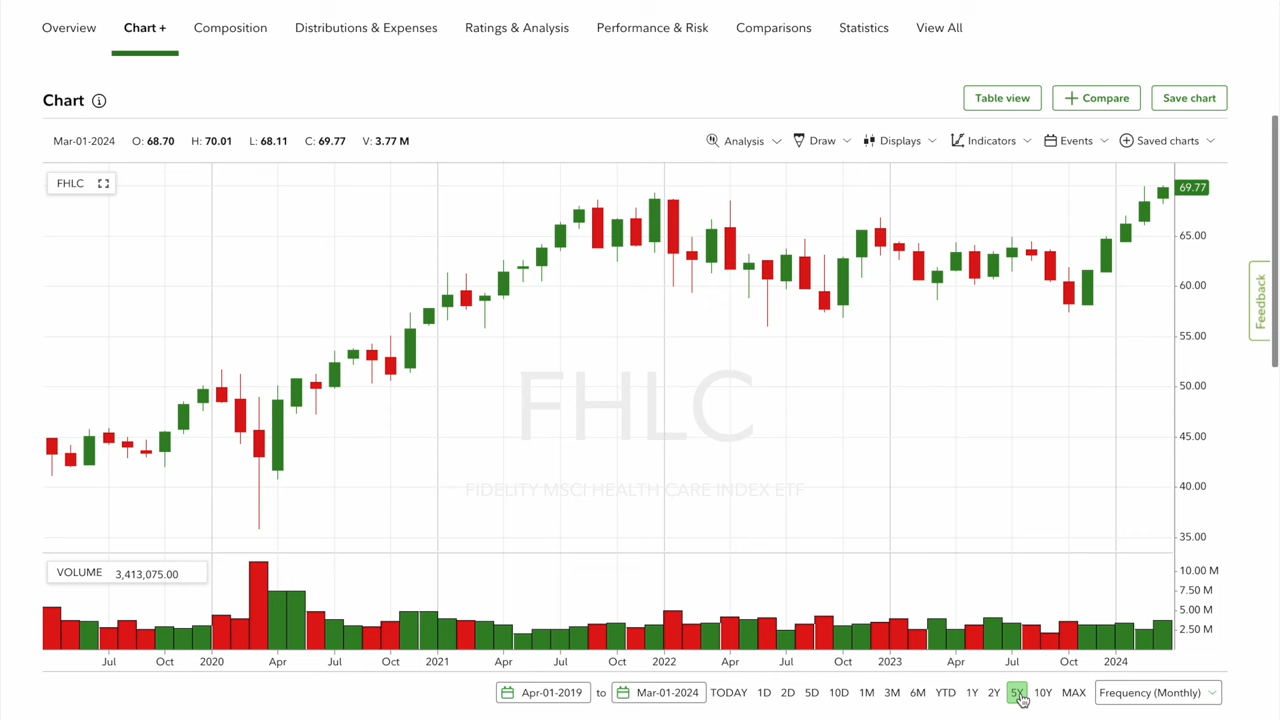 Overview Chart + Composition Distributions & Expenses Ratings & Analysis Performance & Risk Comparisons Statistics View All
Chart Table view Compare Save chart
Mar-01-2024 O: 68.70 H: 70.01 L: 68.11 C: 69.77 V: 3.77 M Analysis Draw Displays Indicators Events Saved charts
FHLC
69.77
65.00
60.00
55.00
50.00
45.00
40.00
35.00
FHLC
FIDELITY MSCI HEALTH CARE INDEX ETF
Feedback
VOLUME 3,413,075.00
10.00 M
7.50 M
5.00 M
2.50 M
Jul Oct 2020 Apr Jul Oct 2021 Apr Jul Oct 2022 Apr Jul Oct 2023 Apr Jul Oct 2024
Apr-01-2019 to Mar-01-2024 TODAY 1D 2D 5D 10D 1M 3M 6M YTD 1Y 2Y 5Y 10Y MAX Frequency (Monthly)